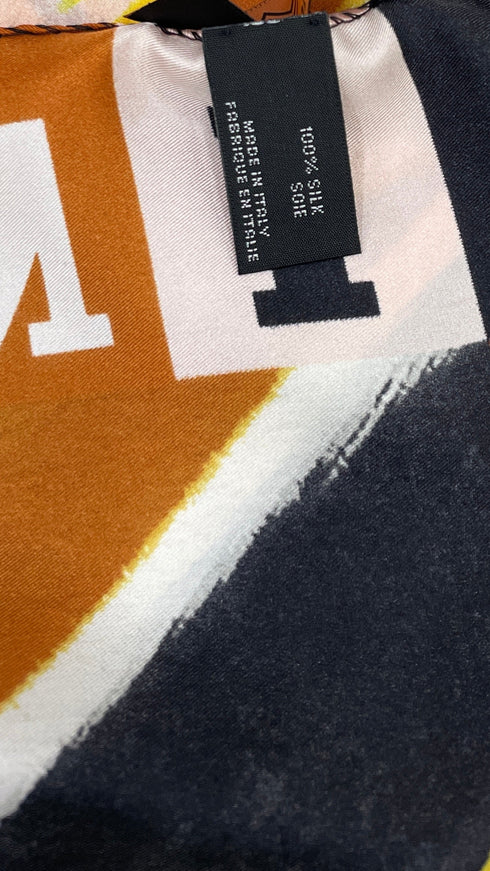 100% SILK
SOIE
MADE IN ITALY
FABRIQUE EN ITALIE